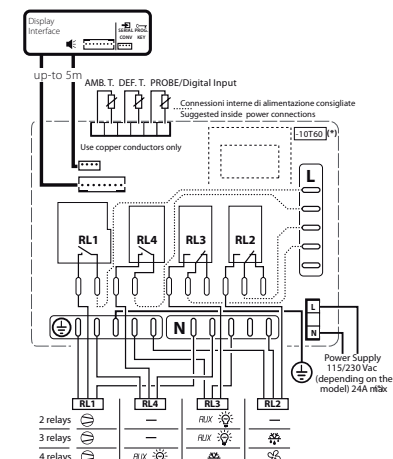 Display
Interface
SERIAL PROG.
CONV KEY
up-to 5m
AMB. T. DEF. T. PROBE/Digital Input
Connessioni interne di alimentazione consigliate
Suggested inside power connections
-10T60 (*)
Use copper conductors only
L
RL1 RL4 RL3 RL2
N
L
N
Power Supply
115/230 Vac
(depending on the
model) 24A
RL1 RL4 RL3 RL2
2 relays — AUX —
3 relays — AUX
4 relays AUX